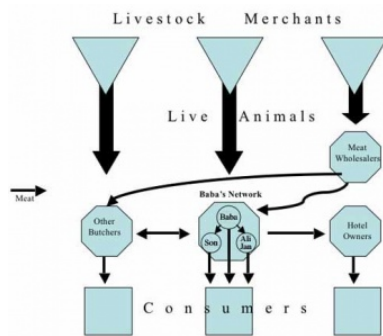 Livestock Merchants
Live Animals
Meat
Wholesalers
Meat
Baba's Network
Baba
Other
Butchers
Son
Ali
Jan
Hotel
Owners
Consumers